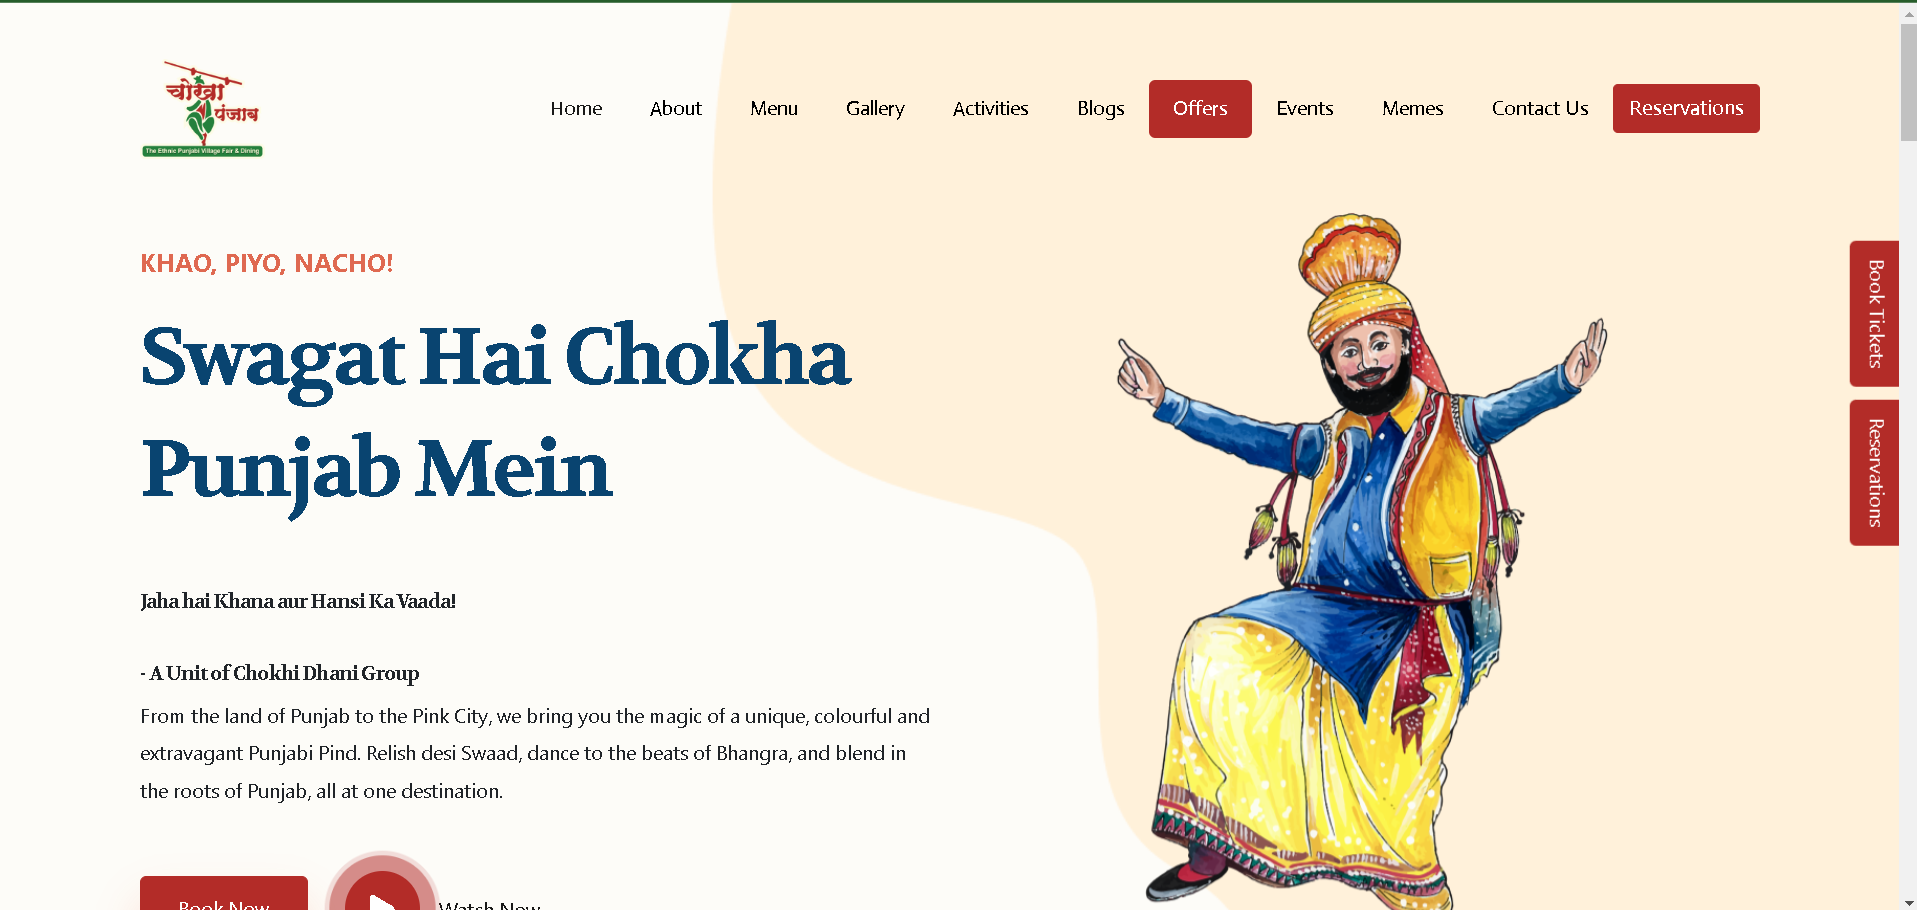 चोखा
पंजाब
The Ethnic Punjabi Village Fair & Dining
Home About Menu Gallery Activities Blogs Offers Events Memes Contact Us Reservations
KHAO, PIYO, NACHO!
Swagat Hai Chokha
Punjab Mein
Jaha hai Khana aur Hansi Ka Vaada!
- A Unit of Chokhi Dhani Group
From the land of Punjab to the Pink City, we bring you the magic of a unique, colourful and
extravagant Punjabi Pind. Relish desi Swaad, dance to the beats of Bhangra, and blend in
the roots of Punjab, all at one destination.
Book Now
Watch Now
Book Tickets
Reservations